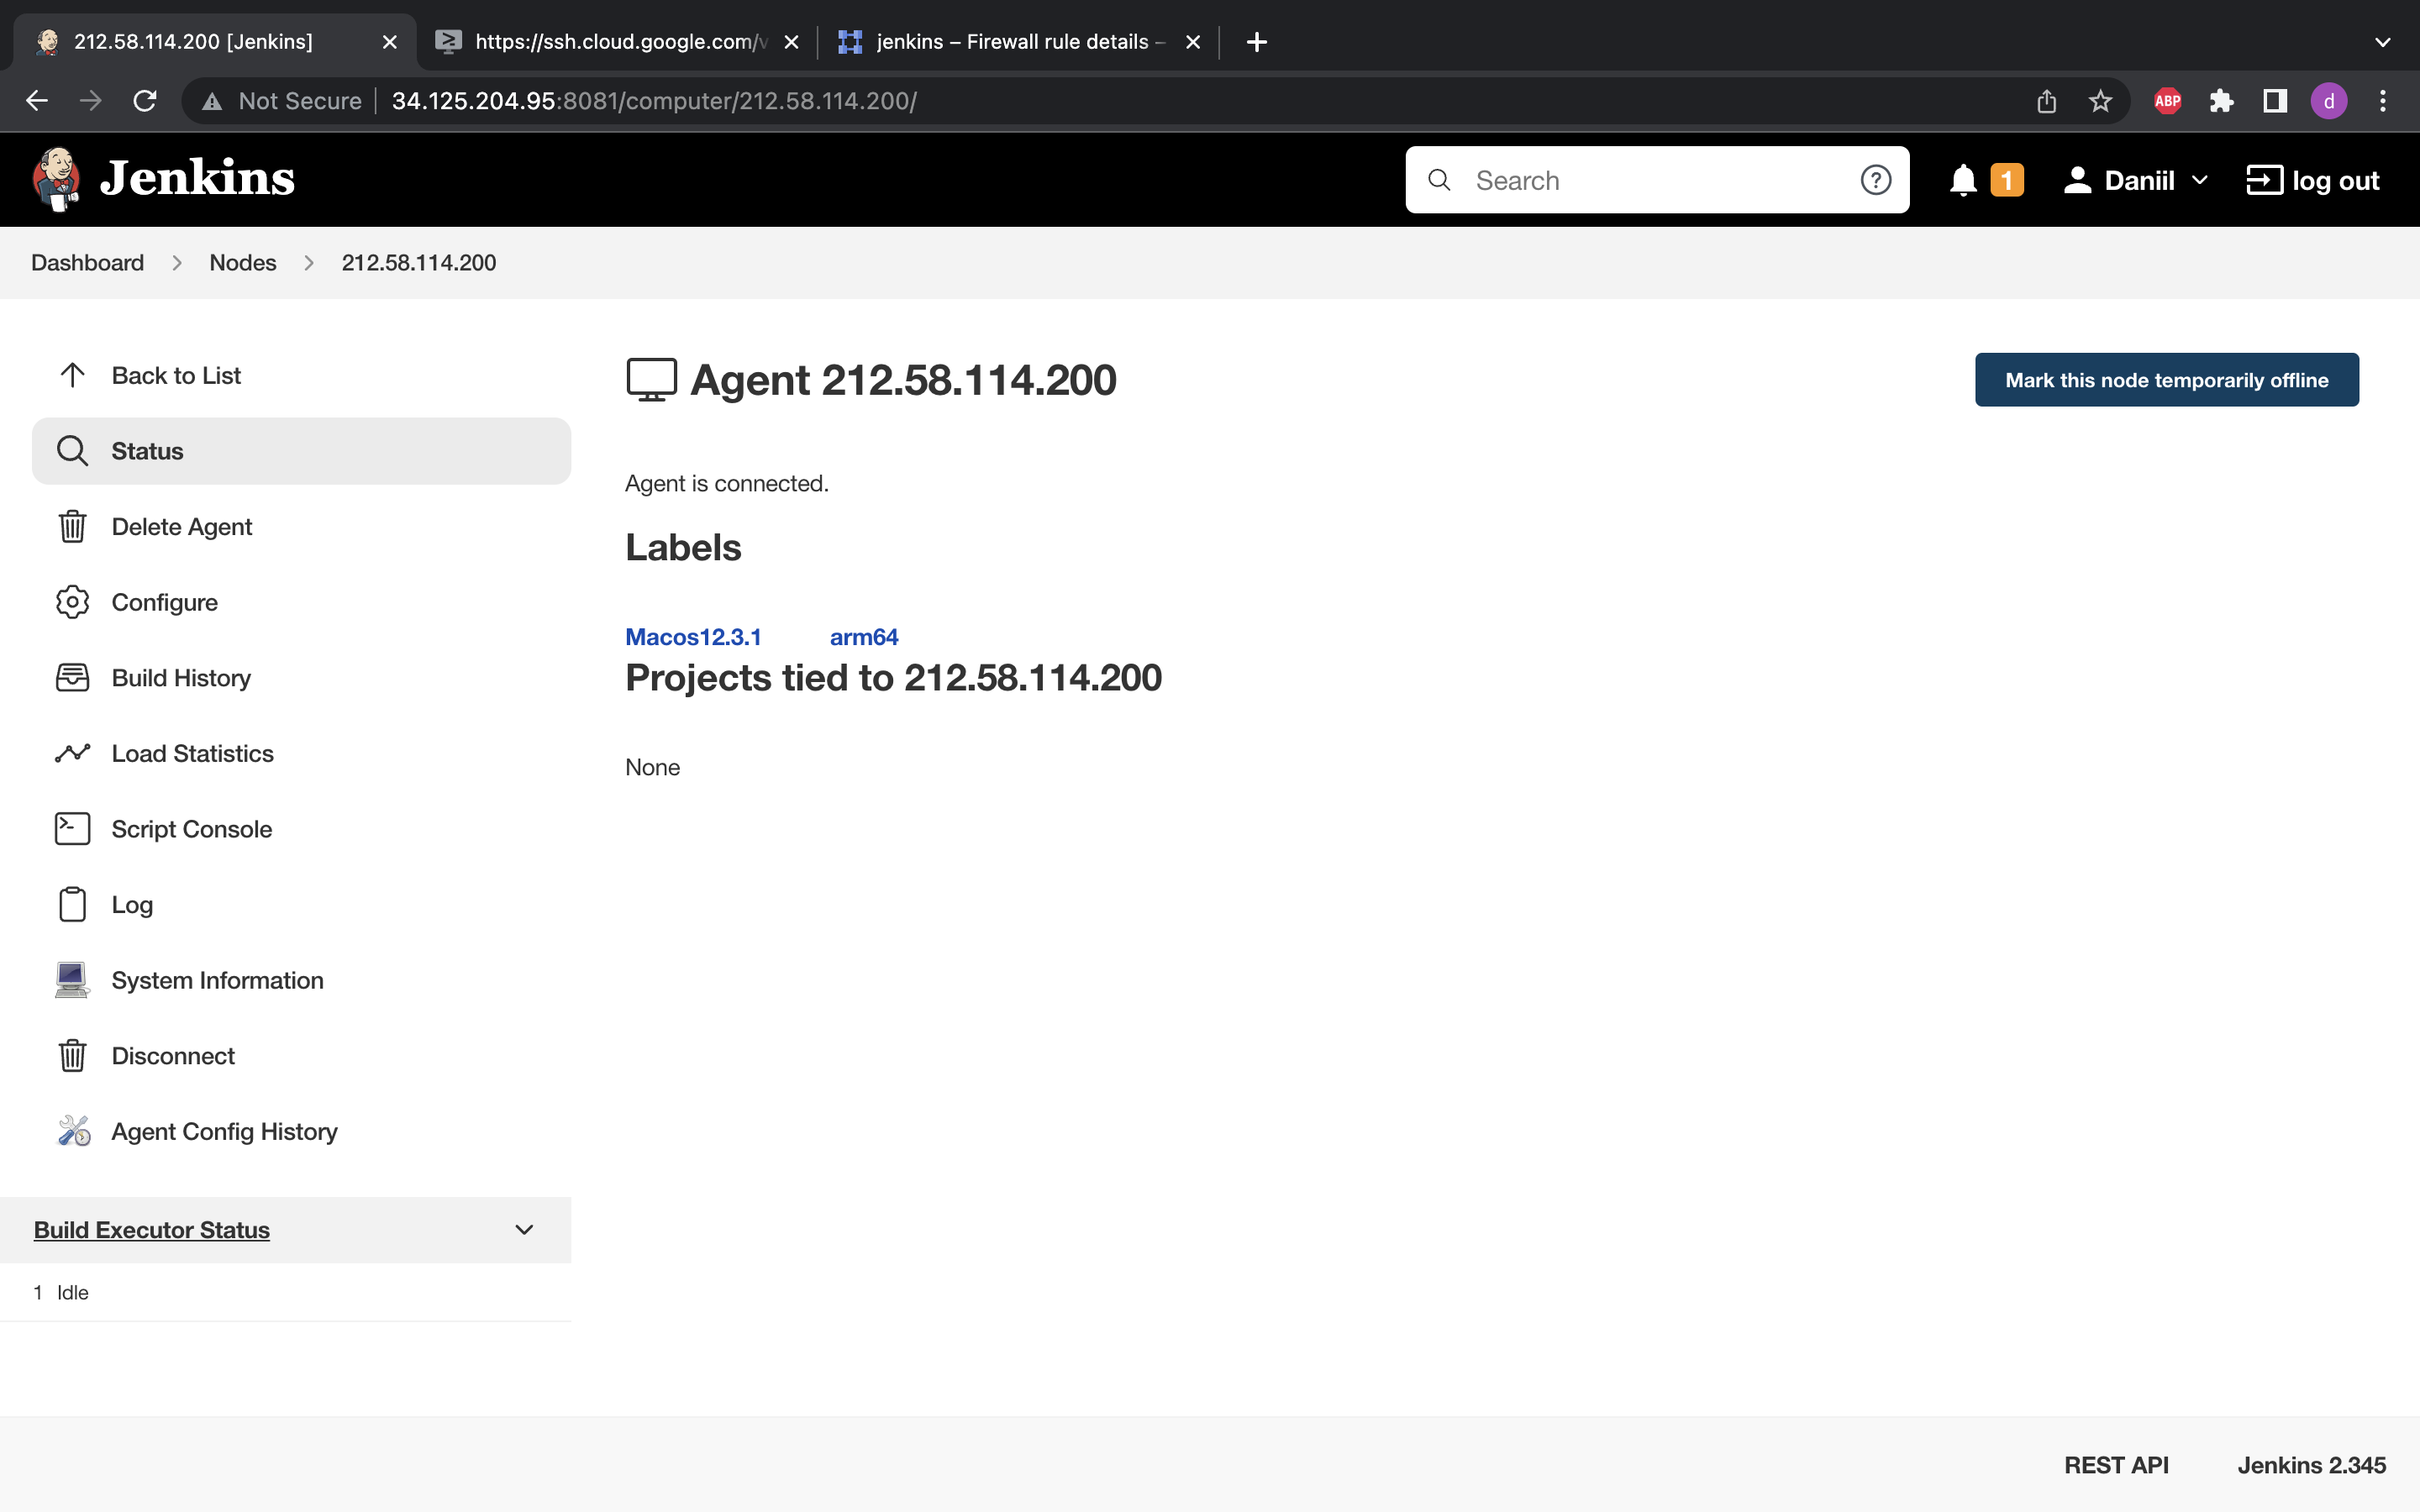 212.58.114.200 [Jenkins]
https://ssh.cloud.google.com/v
jenkins – Firewall rule details –
Not Secure
34.125.204.95:8081/computer/212.58.114.200/
ABP
d
Jenkins
Search
?
1
Daniil
log out
Dashboard
Nodes
212.58.114.200
Back to List
Status
Delete Agent
Configure
Build History
Load Statistics
Script Console
Log
System Information
Disconnect
Agent Config History
Build Executor Status
1 Idle
Agent 212.58.114.200
Mark this node temporarily offline
Agent is connected.
Labels
Macos12.3.1 arm64
Projects tied to 212.58.114.200
None
REST API
Jenkins 2.345